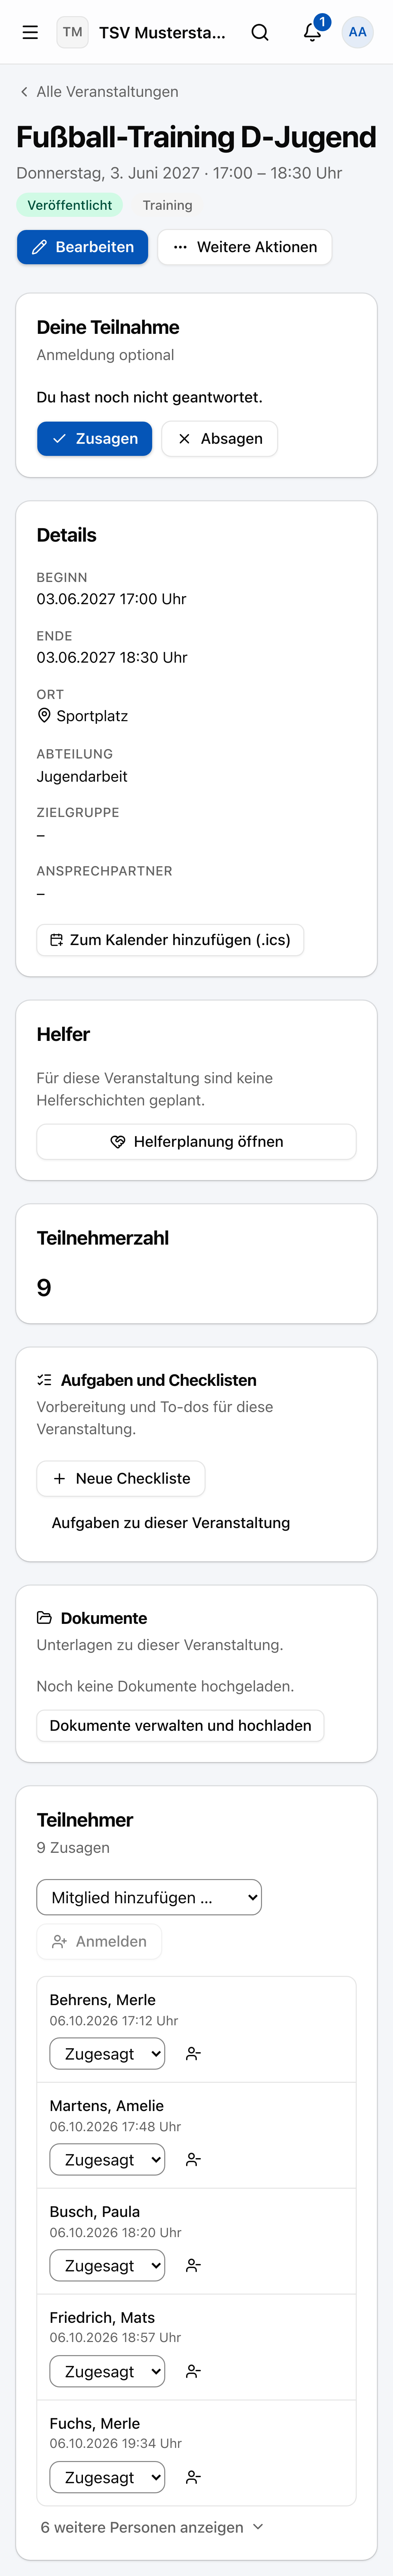 TM TSV Mustersta... 1 AA
Alle Veranstaltungen
Fußball-Training D-Jugend
Donnerstag, 3. Juni 2027 · 17:00 – 18:30 Uhr
Veröffentlicht Training
Bearbeiten Weitere Aktionen
Deine Teilnahme
Anmeldung optional
Du hast noch nicht geantwortet.
Zusagen Absagen
Details
BEGINN
03.06.2027 17:00 Uhr
ENDE
03.06.2027 18:30 Uhr
ORT
Sportplatz
ABTEILUNG
Jugendarbeit
ZIELGRUPPE
–
ANSPRECHPARTNER
–
Zum Kalender hinzufügen (.ics)
Helfer
Für diese Veranstaltung sind keine
Helferschichten geplant.
Helferplanung öffnen
Teilnehmerzahl
9
Aufgaben und Checklisten
Vorbereitung und To-dos für diese
Veranstaltung.
Neue Checkliste
Aufgaben zu dieser Veranstaltung
Dokumente
Unterlagen zu dieser Veranstaltung.
Noch keine Dokumente hochgeladen.
Dokumente verwalten und hochladen
Teilnehmer
9 Zusagen
Mitglied hinzufügen ...
Anmelden
Behrens, Merle
06.10.2026 17:12 Uhr
Zugesagt
Martens, Amelie
06.10.2026 17:48 Uhr
Zugesagt
Busch, Paula
06.10.2026 18:20 Uhr
Zugesagt
Friedrich, Mats
06.10.2026 18:57 Uhr
Zugesagt
Fuchs, Merle
06.10.2026 19:34 Uhr
Zugesagt
6 weitere Personen anzeigen